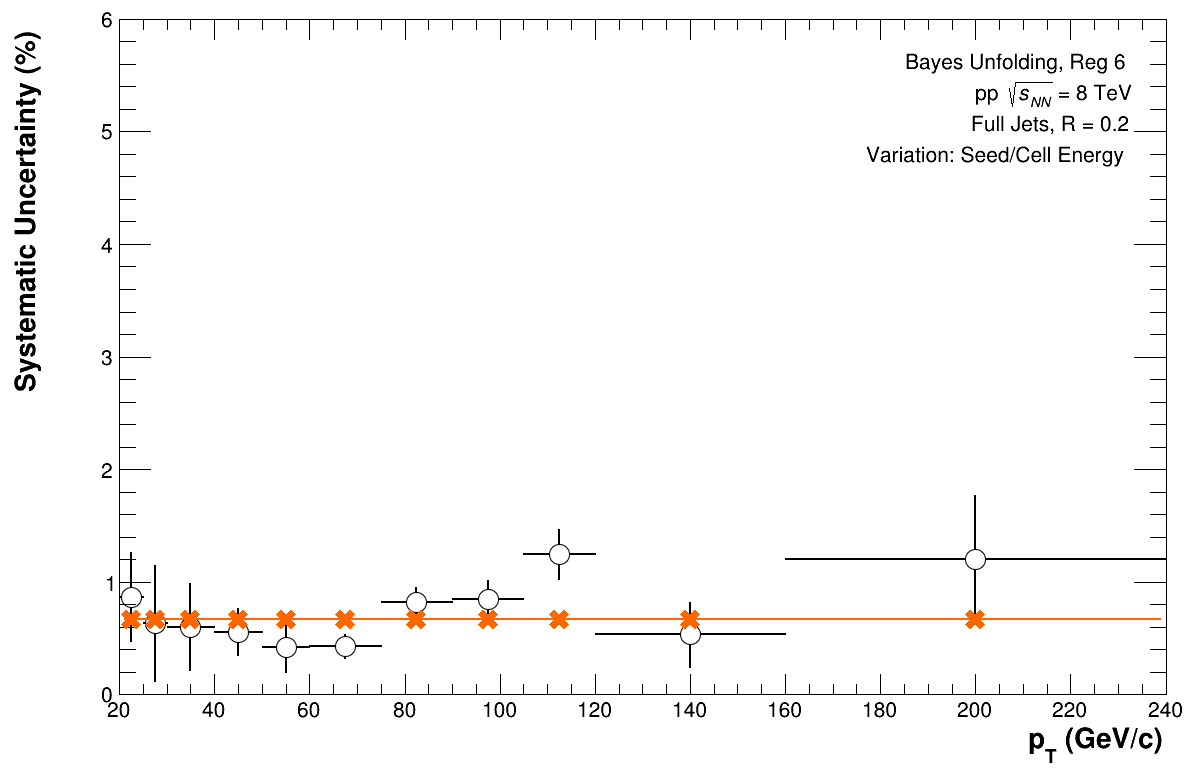 Systematic Uncertainty (%)
6
5
4
3
2
1
0
Bayes Unfolding, Reg 6
pp √s_NN = 8 TeV
Full Jets, R = 0.2
Variation: Seed/Cell Energy
20 40 60 80 100 120 140 160 180 200 220 240
p_T (GeV/c)